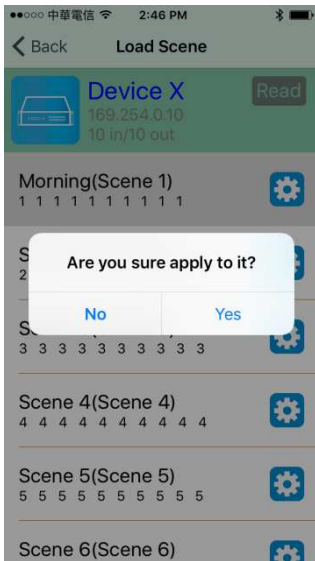 中華電信 2:46 PM
Back Load Scene
Device X
Read
169.254.0.10
10 in/10 out
Morning(Scene 1)
1 1 1 1 1 1 1 1 1 1
S
2
Are you sure apply to it?
No Yes
3 3 3 3 3 3 3 3 3 3
Scene 4(Scene 4)
4 4 4 4 4 4 4 4 4 4
Scene 5(Scene 5)
5 5 5 5 5 5 5 5 5 5
Scene 6(Scene 6)